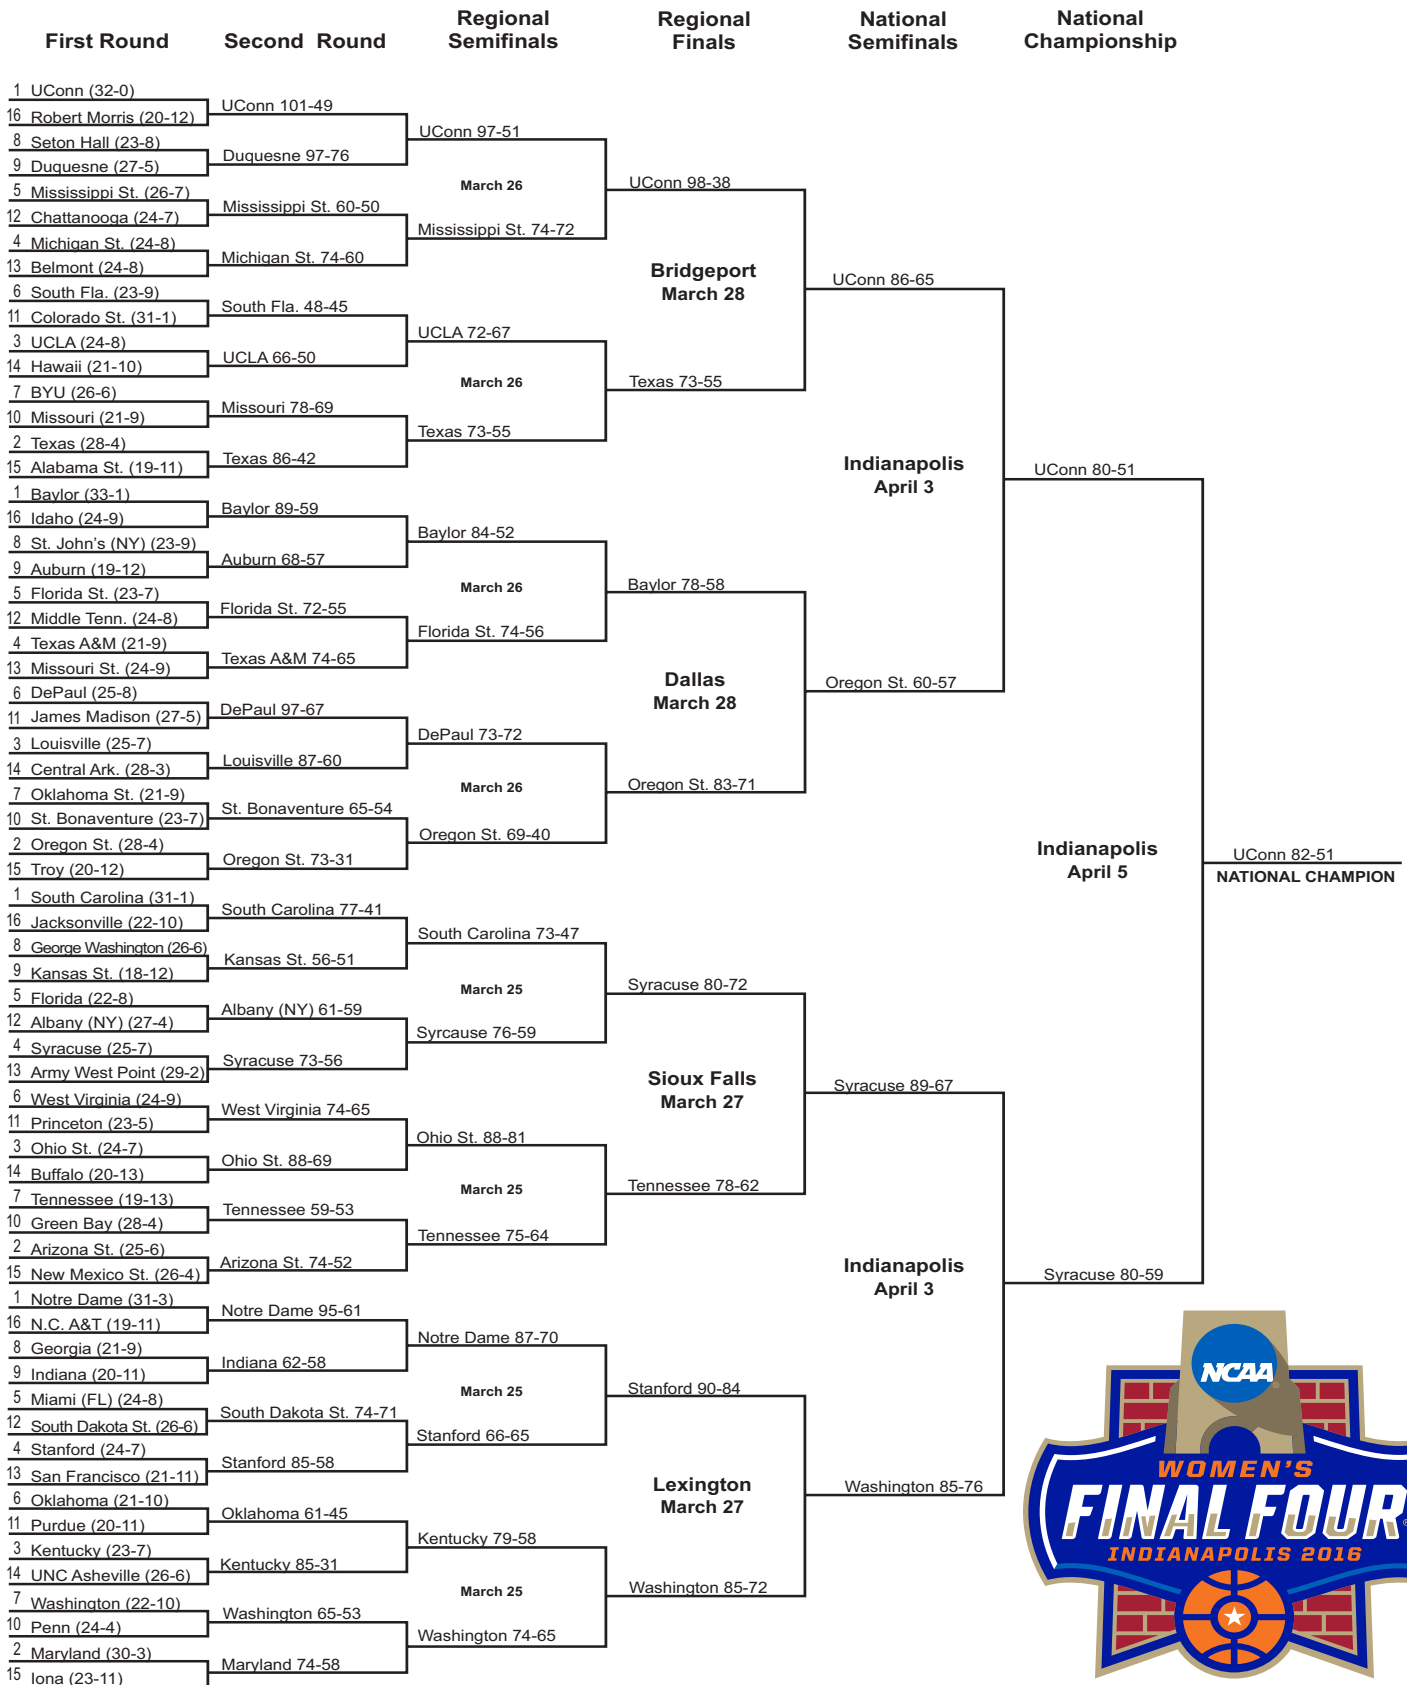 First Round
Second Round
Regional
Semifinals
Regional
Finals
National
Semifinals
National
Championship
1 UConn (32-0)
16 Robert Morris (20-12)
8 Seton Hall (23-8)
9 Duquesne (27-5)
5 Mississippi St. (26-7)
12 Chattanooga (24-7)
4 Michigan St. (24-8)
13 Belmont (24-8)
6 South Fla. (23-9)
11 Colorado St. (31-1)
3 UCLA (24-8)
14 Hawaii (21-10)
7 BYU (26-6)
10 Missouri (21-9)
2 Texas (28-4)
15 Alabama St. (19-11)
1 Baylor (33-1)
16 Idaho (24-9)
8 St. John's (NY) (23-9)
9 Auburn (19-12)
5 Florida St. (23-7)
12 Middle Tenn. (24-8)
4 Texas A&M (21-9)
13 Missouri St. (24-9)
6 DePaul (25-8)
11 James Madison (27-5)
3 Louisville (25-7)
14 Central Ark. (28-3)
7 Oklahoma St. (21-9)
10 St. Bonaventure (23-7)
2 Oregon St. (28-4)
15 Troy (20-12)
1 South Carolina (31-1)
16 Jacksonville (22-10)
8 George Washington (26-6)
9 Kansas St. (18-12)
5 Florida (22-8)
12 Albany (NY) (27-4)
4 Syracuse (25-7)
13 Army West Point (29-2)
6 West Virginia (24-9)
11 Princeton (23-5)
3 Ohio St. (24-7)
14 Buffalo (20-13)
7 Tennessee (19-13)
10 Green Bay (28-4)
2 Arizona St. (25-6)
15 New Mexico St. (26-4)
1 Notre Dame (31-3)
16 N.C. A&T (19-11)
8 Georgia (21-9)
9 Indiana (20-11)
5 Miami (FL) (24-8)
12 South Dakota St. (26-6)
4 Stanford (24-7)
13 San Francisco (21-11)
6 Oklahoma (21-10)
11 Purdue (20-11)
3 Kentucky (23-7)
14 UNC Asheville (26-6)
7 Washington (22-10)
10 Penn (24-4)
2 Maryland (30-3)
15 Iona (23-11)
UConn 101-49
Duquesne 97-76
Mississippi St. 60-50
Michigan St. 74-60
South Fla. 48-45
UCLA 66-50
Missouri 78-69
Texas 86-42
Baylor 89-59
Auburn 68-57
Florida St. 72-55
Texas A&M 74-65
DePaul 97-67
Louisville 87-60
St. Bonaventure 65-54
Oregon St. 73-31
South Carolina 77-41
Kansas St. 56-51
Albany (NY) 61-59
Syracuse 73-56
West Virginia 74-65
Ohio St. 88-69
Tennessee 59-53
Arizona St. 74-52
Notre Dame 95-61
Indiana 62-58
South Dakota St. 74-71
Stanford 85-58
Oklahoma 61-45
Kentucky 85-31
Washington 65-53
Maryland 74-58
UConn 97-51
March 26
Mississippi St. 74-72
UCLA 72-67
March 26
Texas 73-55
Baylor 84-52
March 26
Florida St. 74-56
DePaul 73-72
March 26
Oregon St. 69-40
South Carolina 73-47
March 25
Syrcause 76-59
Ohio St. 88-81
March 25
Tennessee 75-64
Notre Dame 87-70
March 25
Stanford 66-65
Kentucky 79-58
March 25
Washington 74-65
UConn 98-38
Bridgeport
March 28
Texas 73-55
Baylor 78-58
Dallas
March 28
Oregon St. 83-71
Syracuse 80-72
Sioux Falls
March 27
Tennessee 78-62
Stanford 90-84
Lexington
March 27
Washington 85-72
UConn 86-65
Indianapolis
April 3
Oregon St. 60-57
Syracuse 89-67
Indianapolis
April 3
Washington 85-76
UConn 80-51
Indianapolis
April 5
Syracuse 80-59
UConn 82-51
NATIONAL CHAMPION
NCAA
WOMEN'S
FINAL FOUR
INDIANAPOLIS 2016